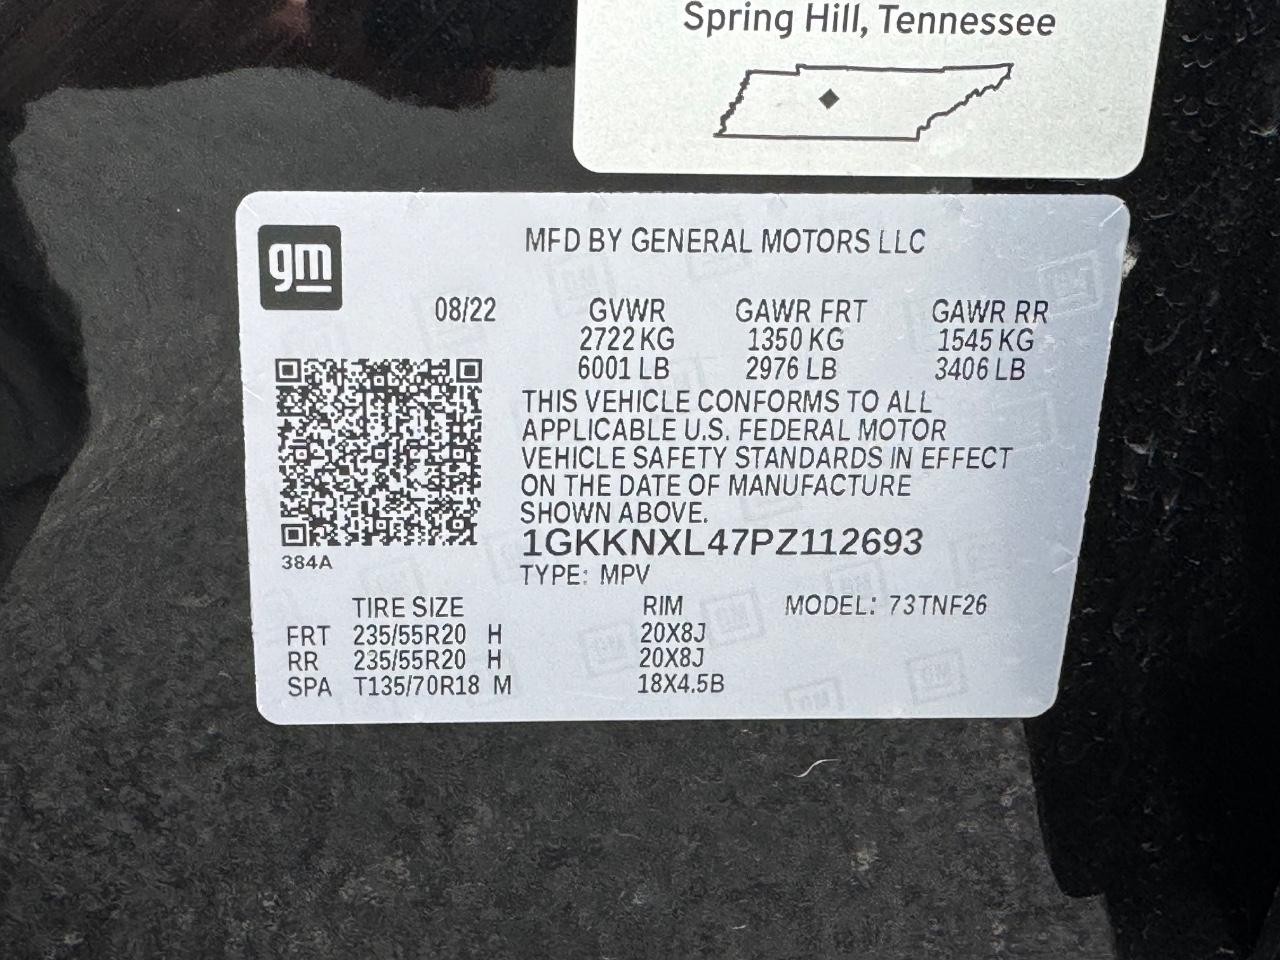 Spring Hill, Tennessee
gm
MFD BY GENERAL MOTORS LLC
08/22 GVWR GAWR FRT GAWR RR
2722 KG 1350 KG 1545 KG
6001 LB 2976 LB 3406 LB
THIS VEHICLE CONFORMS TO ALL
APPLICABLE U.S. FEDERAL MOTOR
VEHICLE SAFETY STANDARDS IN EFFECT
ON THE DATE OF MANUFACTURE
SHOWN ABOVE.
1GKKNXL47PZ112693
384A
TYPE: MPV
TIRE SIZE RIM MODEL: 73TNF26
FRT 235/55R20 H 20X8J
RR 235/55R20 H 20X8J
SPA T135/70R18 M 18X4.5B